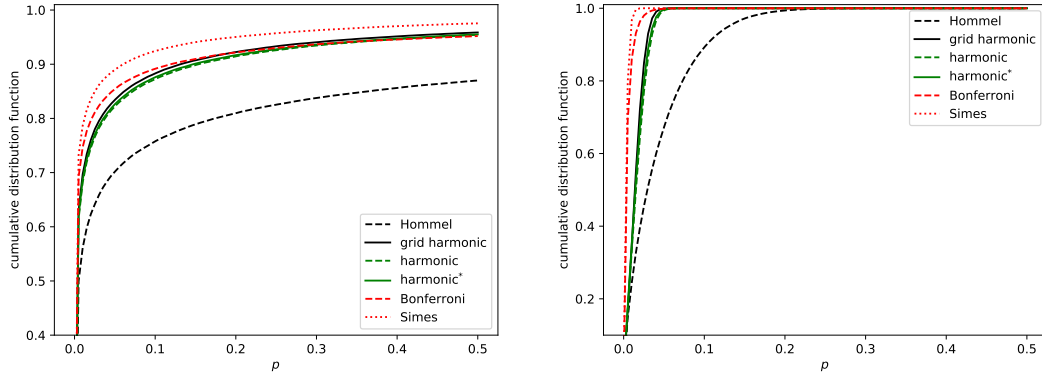 cumulative distribution function
1.0
0.9
0.8
0.7
0.6
0.5
0.4
0.0
0.1
0.2
0.3
0.4
0.5
p
Hommel
grid harmonic
harmonic
harmonic*
Bonferroni
Simes
cumulative distribution function
1.0
0.8
0.6
0.4
0.2
0.0
0.1
0.2
0.3
0.4
0.5
p
Hommel
grid harmonic
harmonic
harmonic*
Bonferroni
Simes